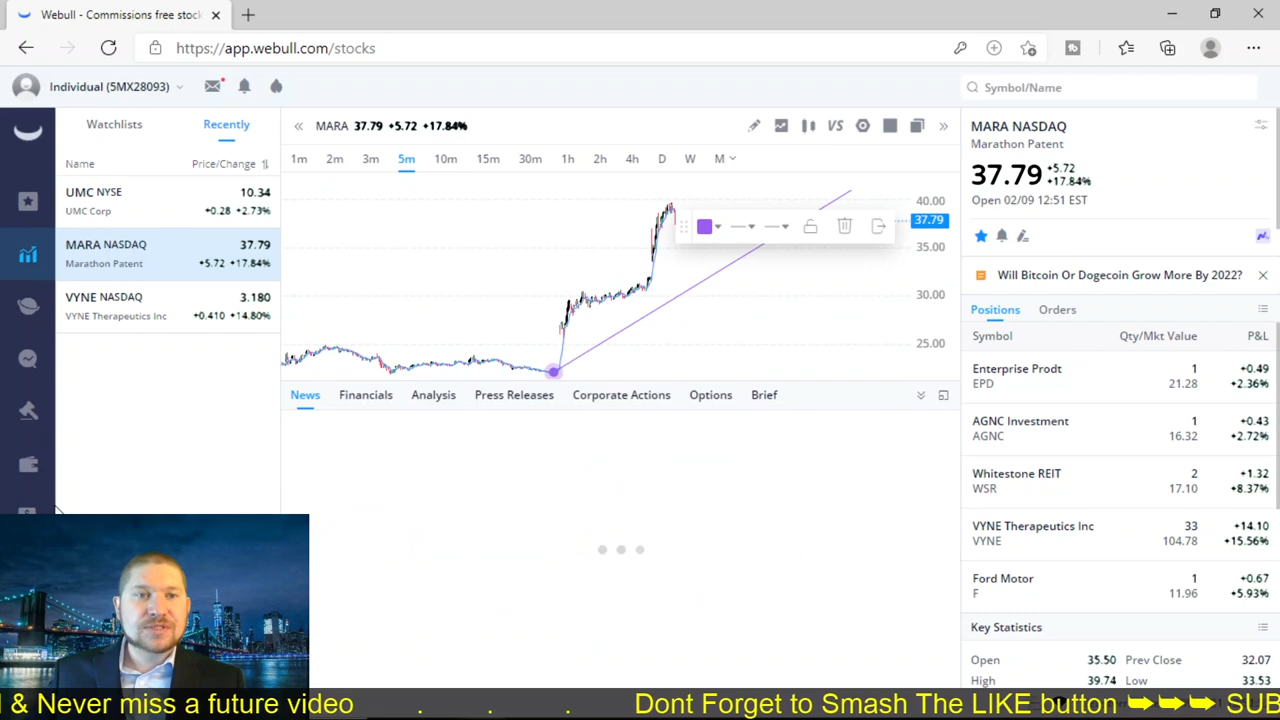 Webull - Commissions free stock
https://app.webull.com/stocks
Individual (5MX28093)
Symbol/Name
Watchlists
Recently
Name
Price/Change
UMC NYSE
10.34
UMC Corp
+0.28 +2.73%
MARA NASDAQ
37.79
Marathon Patent
+5.72 +17.84%
VYNE NASDAQ
3.180
VYNE Therapeutics Inc
+0.410 +14.80%
MARA 37.79 +5.72 +17.84%
VS
1m 2m 3m 5m 10m 15m 30m 1h 2h 4h D W M
40.00
37.79
35.00
30.00
25.00
News Financials Analysis Press Releases Corporate Actions Options Brief
MARA NASDAQ
Marathon Patent
37.79
+5.72
+17.84%
Open 02/09 12:51 EST
Will Bitcoin Or Dogecoin Grow More By 2022?
Positions Orders
Symbol Qty/Mkt Value P&L
Enterprise Prodt 1 +0.49
EPD 21.28 +2.36%
AGNC Investment 1 +0.43
AGNC 16.32 +2.72%
Whitestone REIT 2 +1.32
WSR 17.10 +8.37%
VYNE Therapeutics Inc 33 +14.10
VYNE 104.78 +15.56%
Ford Motor 1 +0.67
F 11.96 +5.93%
Key Statistics
Open 35.50 Prev Close 32.07
High 39.74 Low 33.53
& Never miss a future video . . . Dont Forget to Smash The LIKE button ➡➡➡ SUB